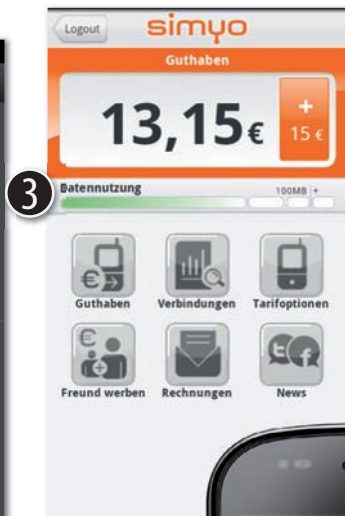 Logout simyo
Guthaben
13,15€ + 15 €
3 Datennutzung 100MB +
Guthaben Verbindungen Tarifoptionen
Freund werben Rechnungen News